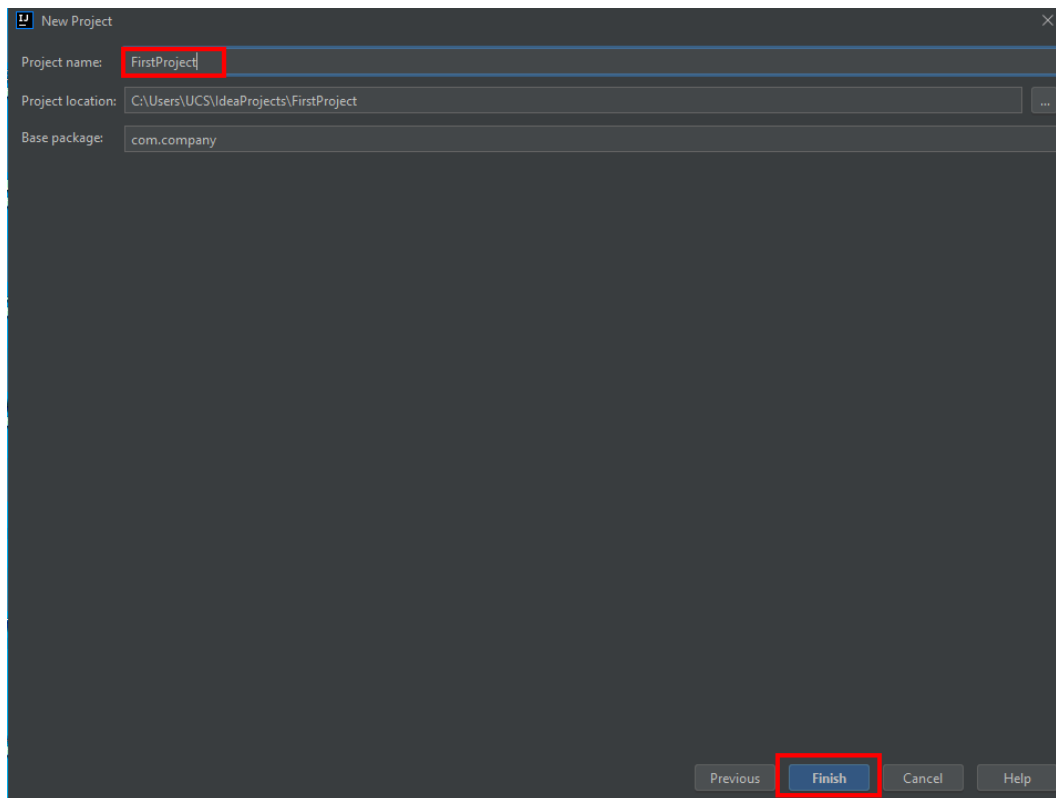 IJ New Project
Project name: FirstProject
Project location: C:\Users\UCS\IdeaProjects\FirstProject ...
Base package: com.company
Previous Finish Cancel Help